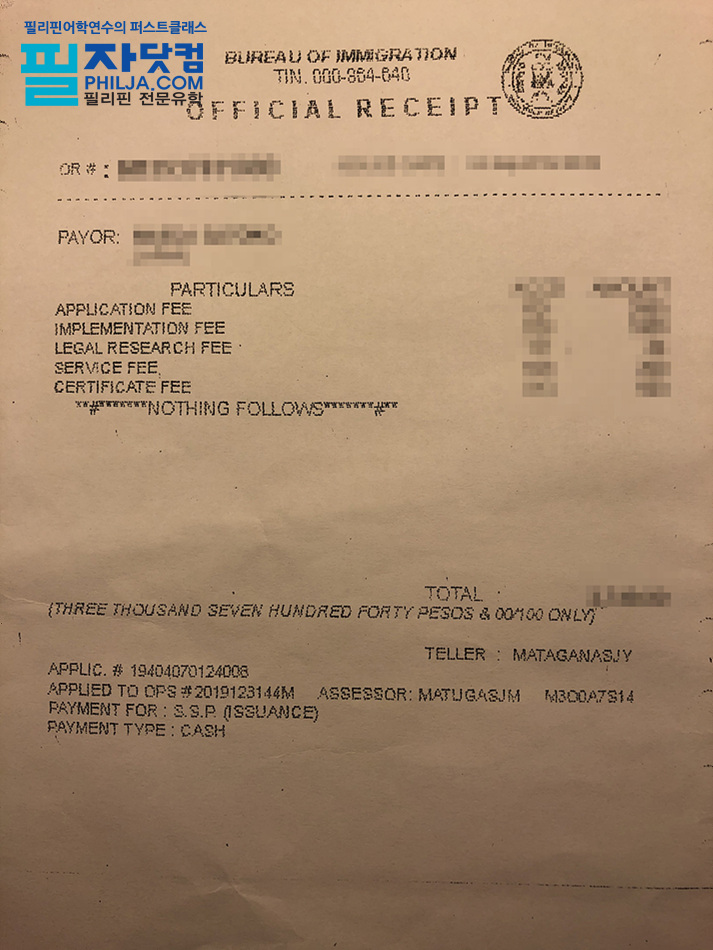 필리핀어학연수의 퍼스트클래스
필자닷컴
PHILJA.COM
필리핀 전문유학
BUREAU OF IMMIGRATION
TIN. 000-864-640
OFFICIAL RECEIPT
OR # :
PAYOR:
PARTICULARS
APPLICATION FEE
IMPLEMENTATION FEE
LEGAL RESEARCH FEE
SERVICE FEE
CERTIFICATE FEE
**#*******NOTHING FOLLOWS*******#**
TOTAL :
(THREE THOUSAND SEVEN HUNDRED FORTY PESOS & 00/100 ONLY)
TELLER : MATAGANASJY
APPLIC. # 19404070124008
APPLIED TO OPS #2019123144M ASSESSOR: MATUGASJM M300A7S14
PAYMENT FOR : S.S.P. (ISSUANCE)
PAYMENT TYPE : CASH